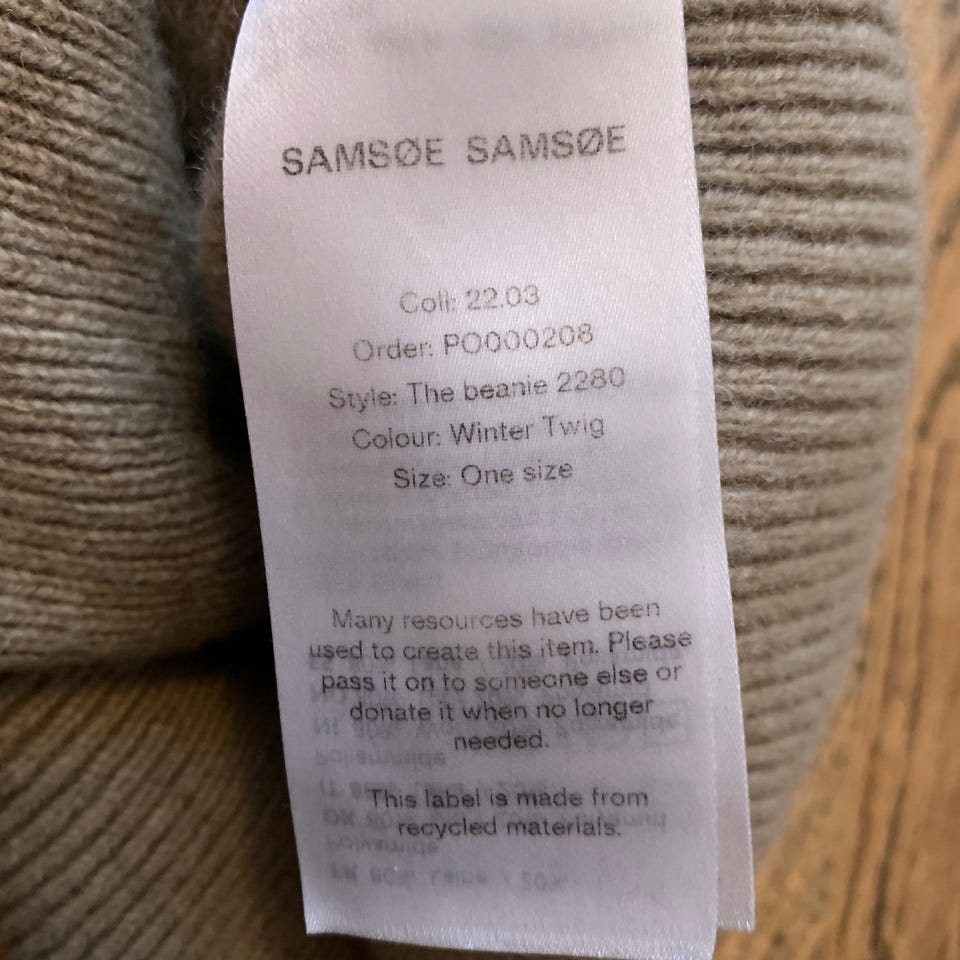 SAMSØE SAMSØE
Coll: 22.03
Order: PO000208
Style: The beanie 2280
Colour: Winter Twig
Size: One size
Many resources have been
used to create this item. Please
pass it on to someone else or
donate it when no longer
needed.
This label is made from
recycled materials.